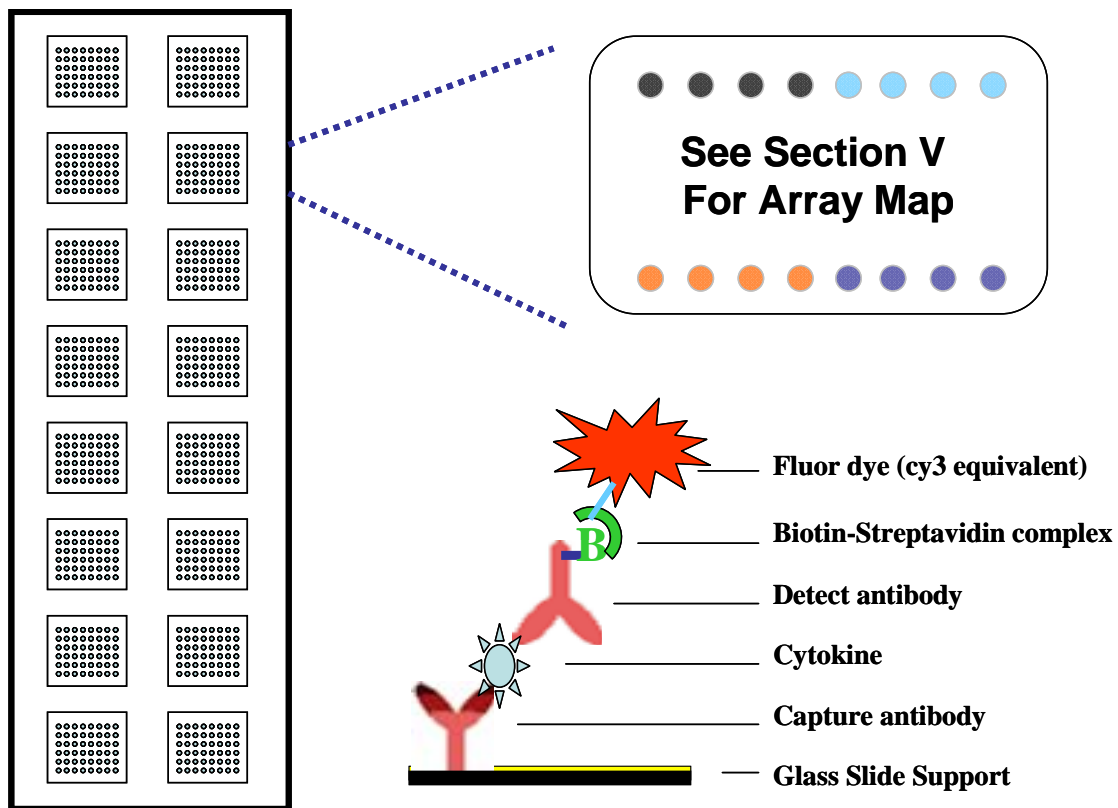 See Section V
For Array Map
Fluor dye (cy3 equivalent)
B
Biotin-Streptavidin complex
Detect antibody
Cytokine
Capture antibody
Glass Slide Support